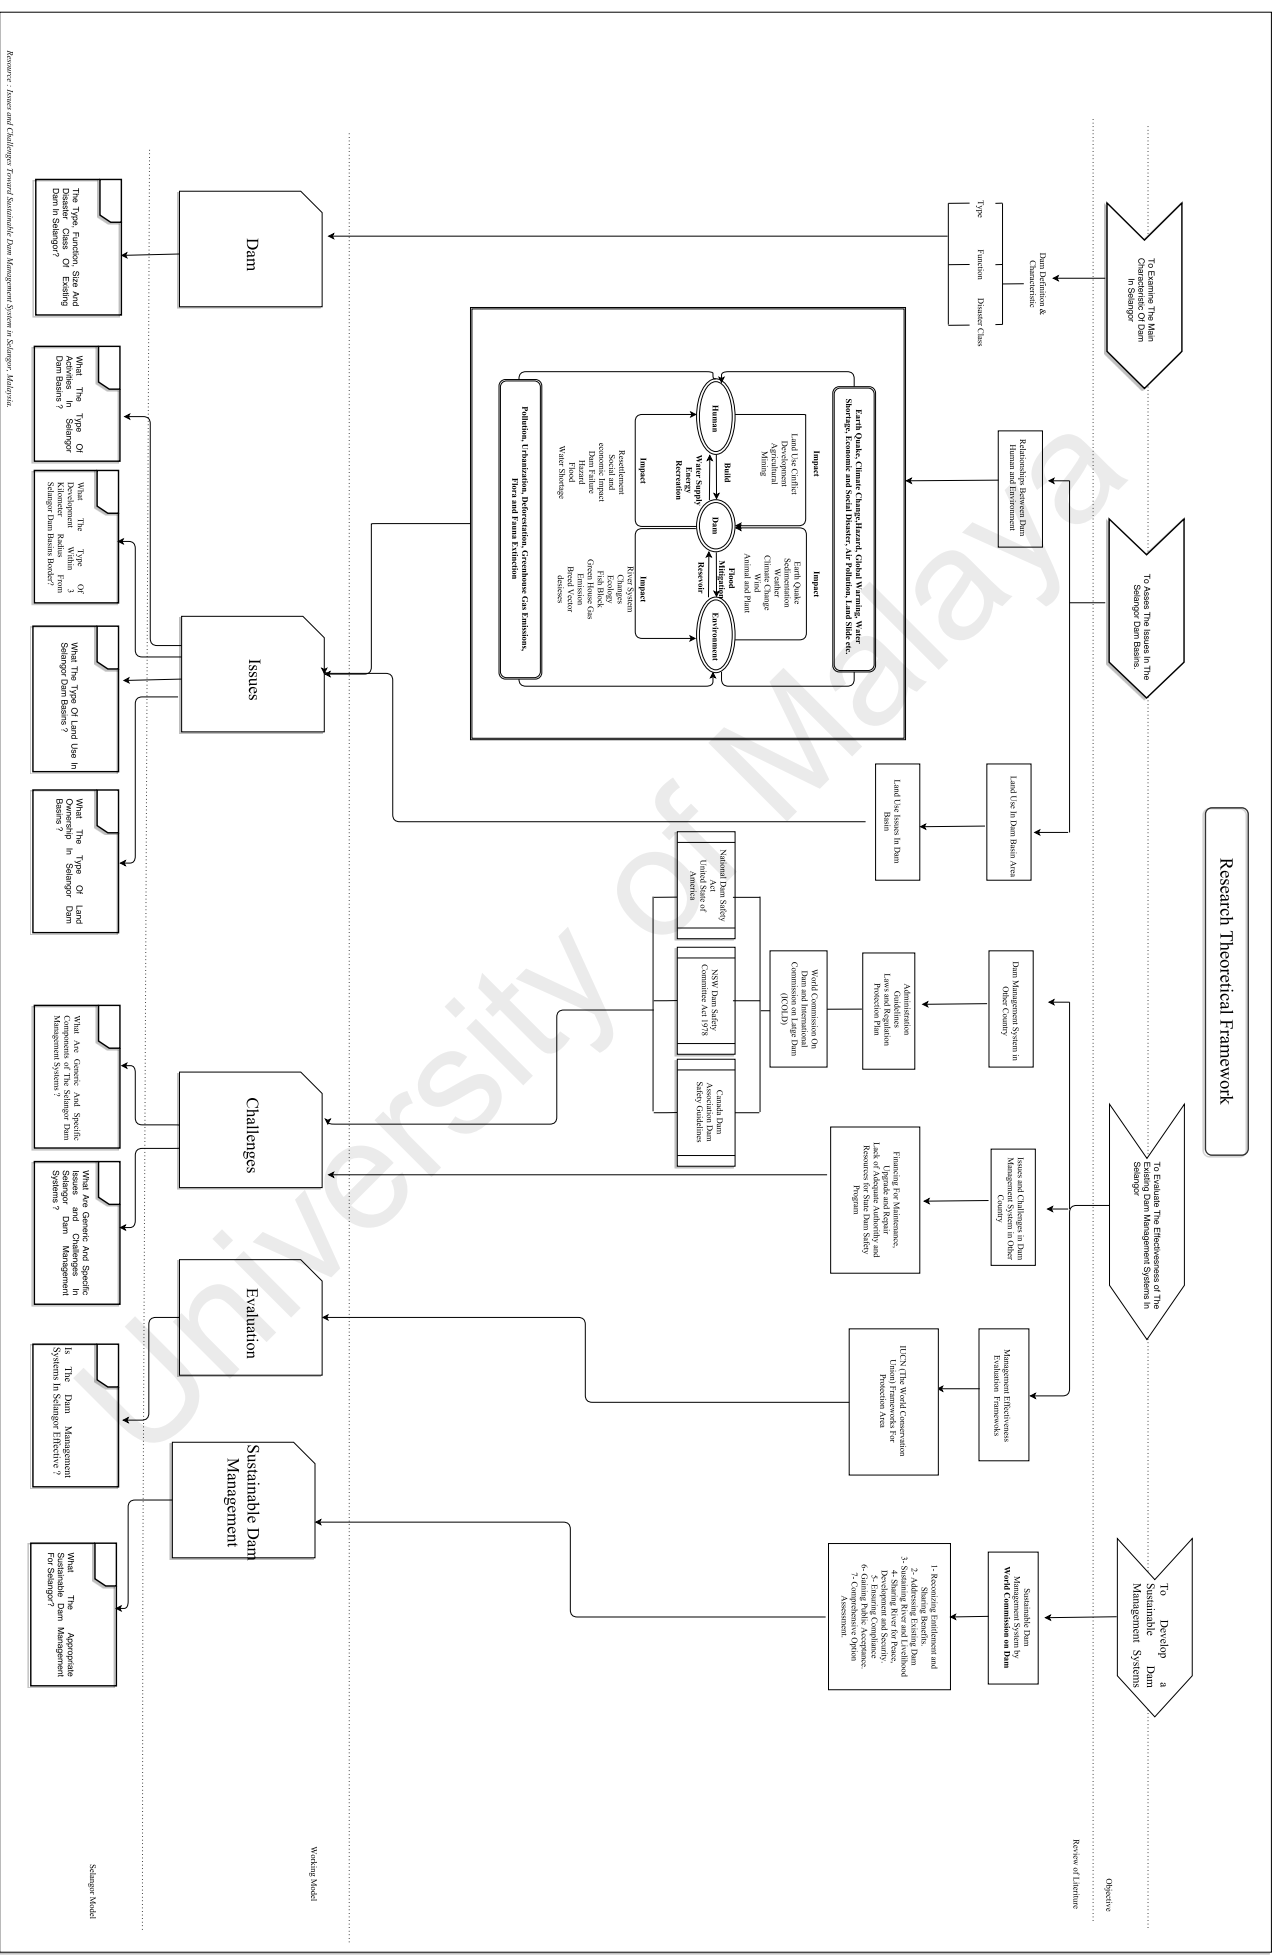 Research Theoretical Framework
Objective
To Examine The Main
Characteristic Of Dam
In Selangor
To Asses The Issues In The
Selangor Dam Basins.
To Evaluate The Effectivesness of The
Existing Dam Management Systems In
Selangor
To Develop a
Sustainable Dam
Management Systems
Review of Literiture
Dam Definition &
Characteristic
Type
Function
Disaster Class
Relationships Between Dam
Human and Environment
Land Use In Dam Basin Area
Dam Management System in
Other Country
Issues and Challenges in Dam
Management System in Other
Country
Management Effectiveness
Evaluation Framewoks
Sustainable Dam
Management System by
World Commission on Dam
Earth Quake, Climate Change,Hazard, Global Warming, Water
Shortage, Economic and Social Disaster, Air Pollution, Land Slide etc.
Impact
Land Use Cinflict
Development
Agricultural
Mining
Impact
Earth Quake
Sedimentation
Weather
Climate Change
Wind
Animal and Plant
Human
Build
Water Supply
Energy
Recreation
Dam
Flood
Mitigation
Resevoir
Environment
Impact
Resettlement
Social and
economic Impact
Dam Failure
Hazard
Flood
Water Shortage
Impact
River System
Changes
Ecology
Fish Block
Green House Gas
Emission
Breed Vector
desieses
Pollution, Urbanization, Deforestation, Greenhouse Gas Emissions,
Flora and Fauna Extinction
Land Use Issues In Dam
Basin
Administration
Guidelines
Laws and Regulation
Protection Plan
World Commission On
Dam and International
Commission on Latge Dam
(ICOLD)
National Dam Safety
Act
United State of
America
NSW Dam Safety
Committee Act 1978
Canada Dam
Association Dam
Safety Guidelines
Financing For Maintenance,
Upgrade and Repair
Lack of Adequate Authorithy and
Resources for State Dam Safety
Program
IUCN (The World Conservation
Union) Frameworks For
Protection Area
1- Reconizing Entitlement and
Sharing Benefits.
2- Addressing Existing Dam
3- Sustaining River and Livelihood
4- Sharing River for Peace,
Development and Security.
5- Ensuring Compliance
6- Gaining Public Acceptance.
7- Comprehensive Option
Assessment.
Working Model
Dam
Issues
Challenges
Evaluation
Sustainable Dam
Management
Selangor Model
The Type, Function, Size And
Disaster Class Of Existing
Dam In Selangor?
What The Type Of
Activities In Selangor
Dam Basins ?
What The Type Of
Development Within 3
Kilometer Radius From
Selangor Dam Basins Border?
What The Type Of Land Use In
Selangor Dam Basins ?
What The Type Of Land
Ownership In Selangor Dam
Basins ?
What Are Generic And Specific
Components of The Selangor Dam
Management Systems ?
What Are Generic And Specific
Issues and Challenges In
Selangor Dam Management
Systems ?
Is The Dam Management
Systems In Selangor Effective ?
What The Appropriate
Sustainable Dam Management
For Selangor?
Resource : Issues and Challenges Toward Sustainable Dam Management System in Selangor, Malaysia.
University of Malaya